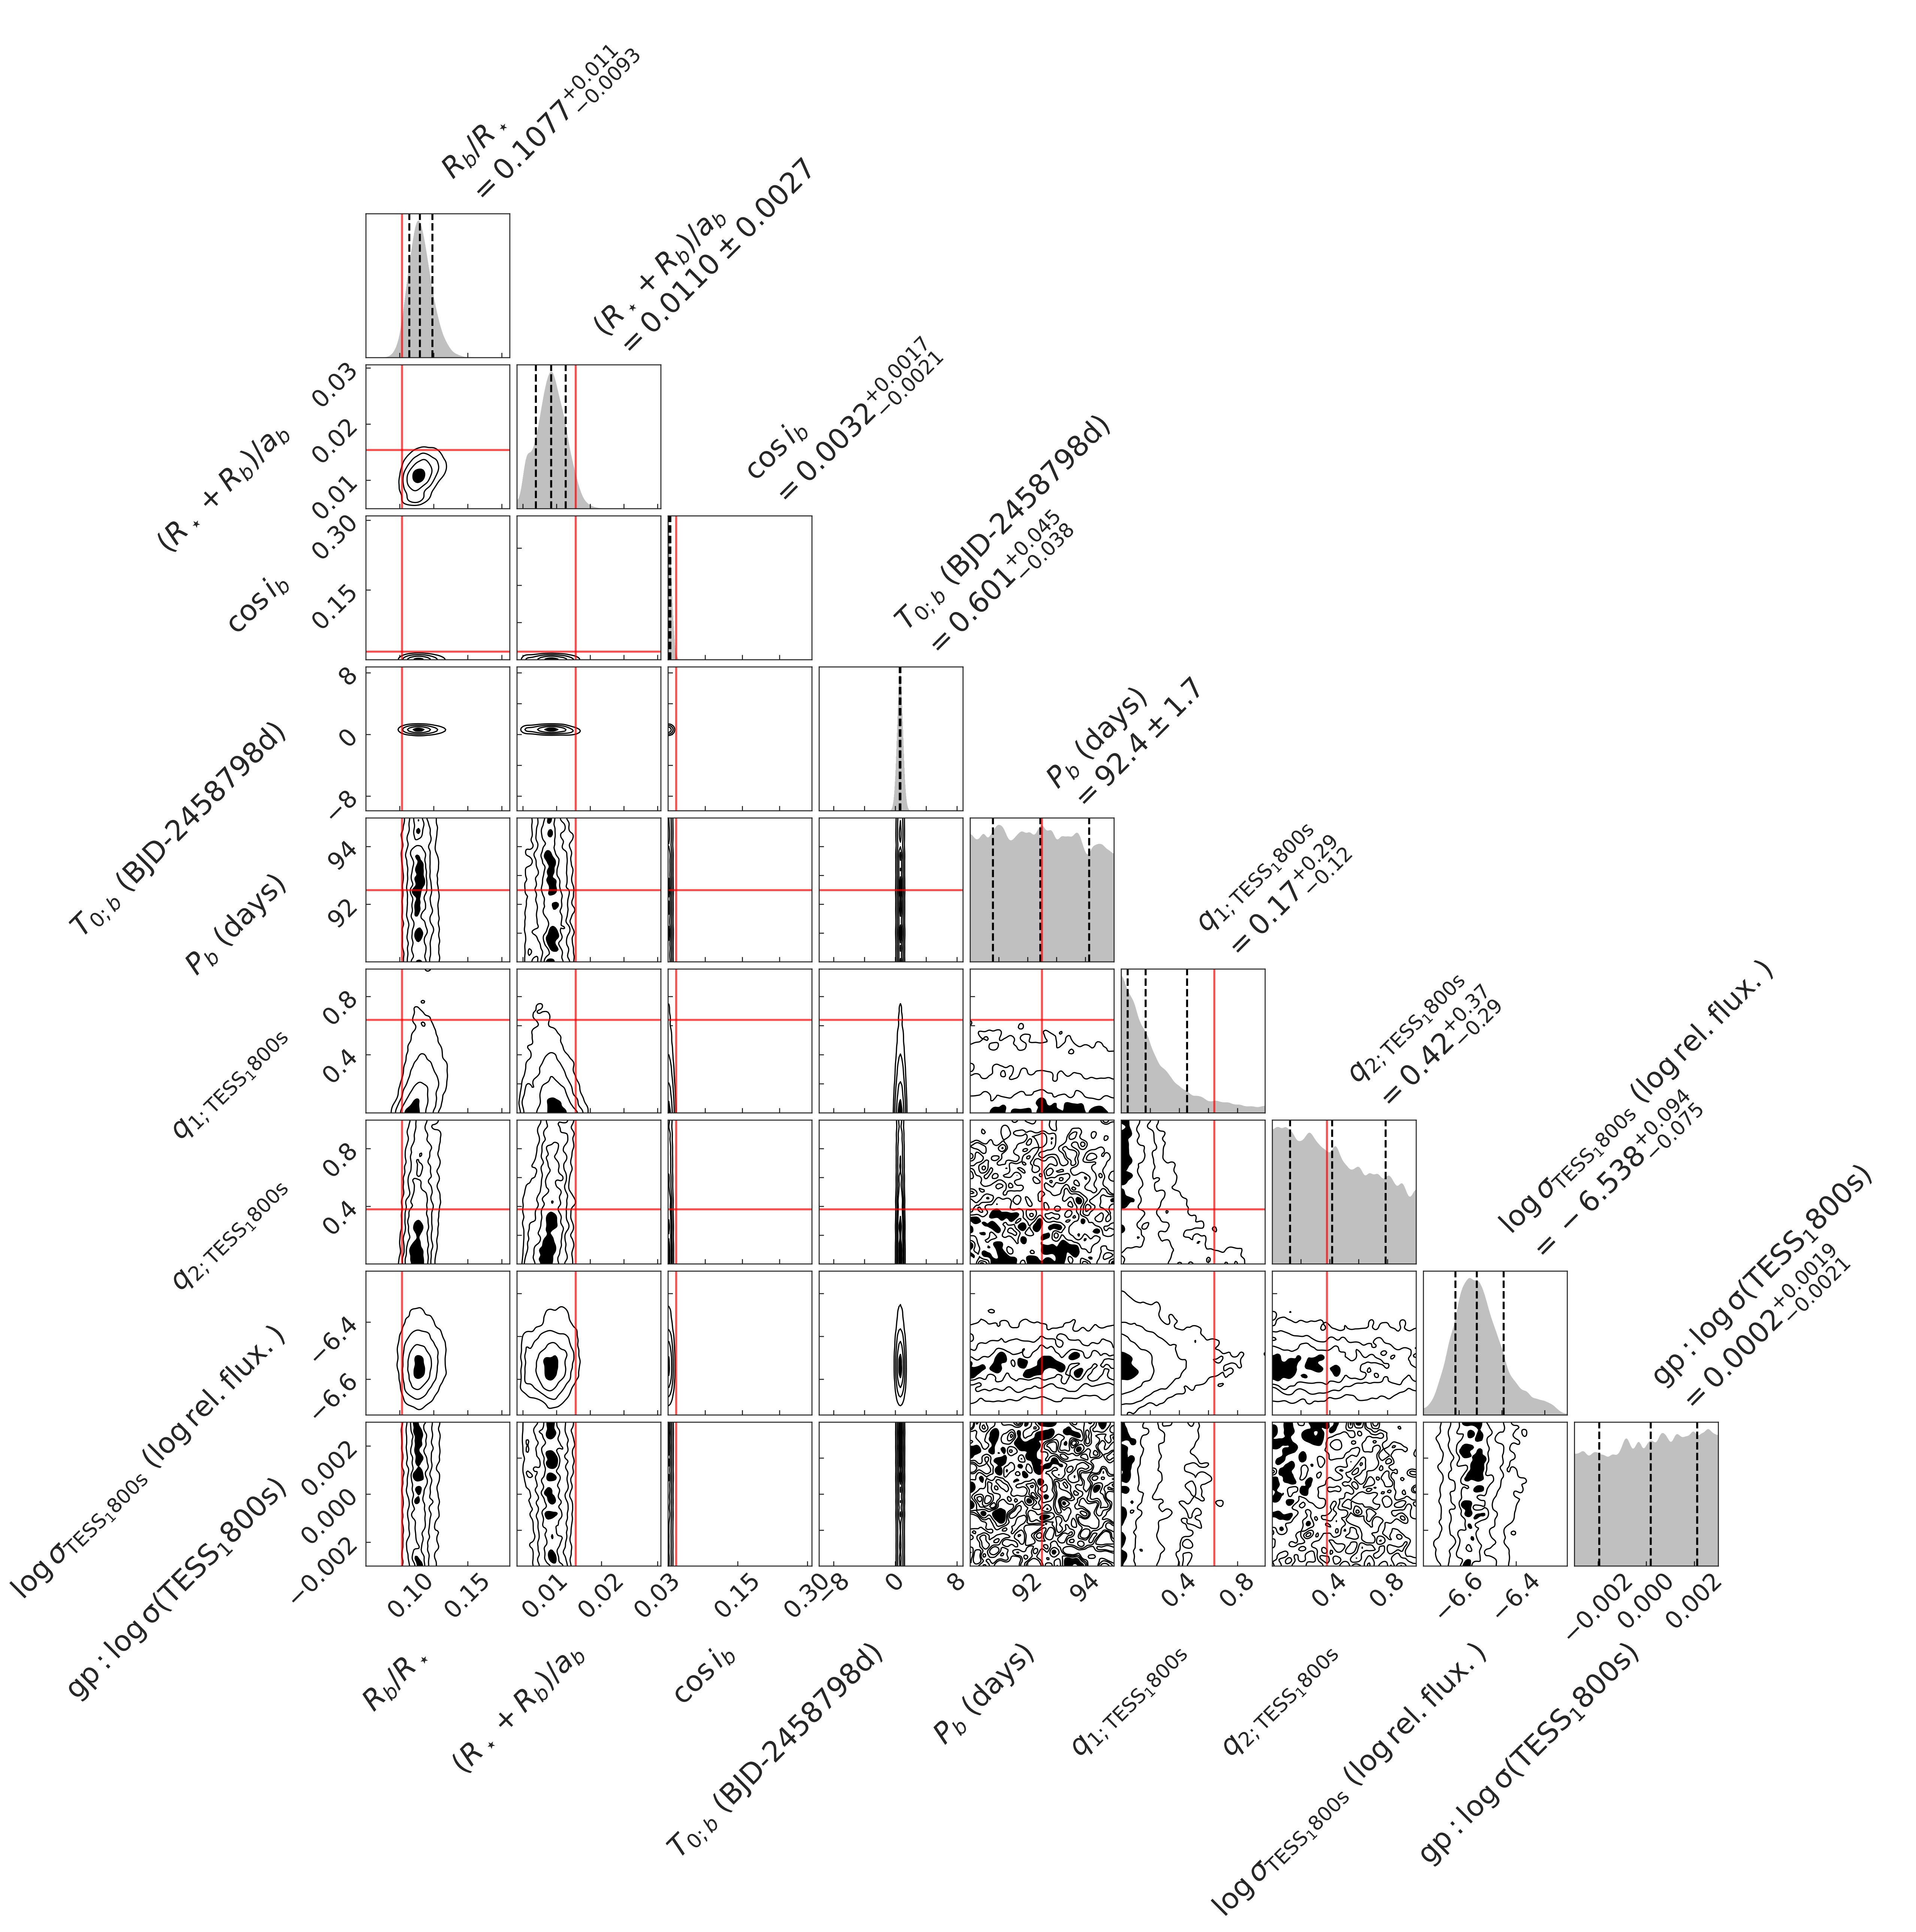 R_b/R_⋆
= 0.1077^{+0.011}_{−0.0093}
(R_⋆ + R_b)/a_b
= 0.0110 ± 0.0027
cos i_b
= 0.0032^{+0.0017}_{−0.0021}
T_{0;b} (BJD-2458798d)
= 0.601^{+0.045}_{−0.038}
P_b (days)
= 92.4 ± 1.7
q_{1; TESS_1800s}
= 0.17^{+0.29}_{−0.12}
q_{2; TESS_1800s}
= 0.42^{+0.37}_{−0.29}
log σ_{TESS_1800s} (log rel. flux. )
= −6.538^{+0.094}_{−0.075}
gp : log σ(TESS_1800s)
= 0.0002^{+0.0019}_{−0.0021}
(R_⋆ + R_b)/a_b
0.03
0.02
0.01
cos i_b
0.30
0.15
T_{0;b} (BJD-2458798d)
8
0
−8
P_b (days)
94
92
q_{1; TESS_1800s}
0.8
0.4
q_{2; TESS_1800s}
0.8
0.4
log σ_{TESS_1800s} (log rel. flux. )
−6.4
−6.6
gp : log σ(TESS_1800s)
0.002
0.000
−0.002
0.10 0.15 0.01 0.02 0.03 0.15 0.30 −8 0 8 92 94 0.4 0.8 0.4 0.8 −6.6 −6.4 −0.002 0.000 0.002
R_b/R_⋆
(R_⋆ + R_b)/a_b
cos i_b
T_{0;b} (BJD-2458798d)
P_b (days)
q_{1; TESS_1800s}
q_{2; TESS_1800s}
log σ_{TESS_1800s} (log rel. flux. )
gp : log σ(TESS_1800s)